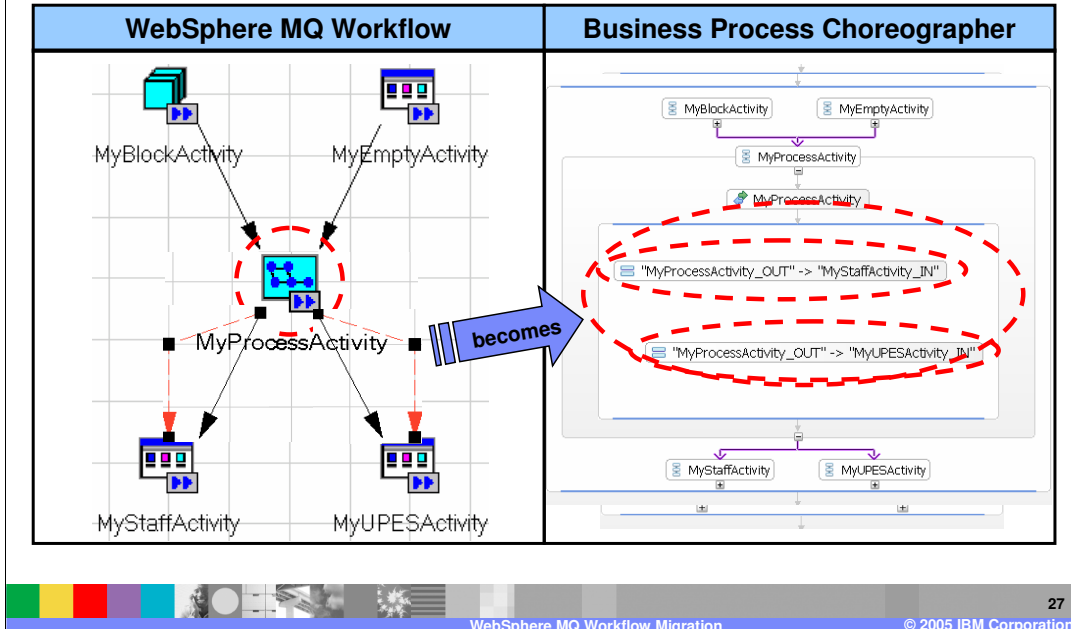 WebSphere MQ Workflow
Business Process Choreographer
MyBlockActivity
MyEmptyActivity
MyProcessActivity
MyStaffActivity
MyUPESActivity
becomes
MyBlockActivity
MyEmptyActivity
MyProcessActivity
MyProcessActivity
"MyProcessActivity_OUT" -> "MyStaffActivity_IN"
"MyProcessActivity_OUT" -> "MyUPESActivity_IN"
MyStaffActivity
MyUPESActivity
27
WebSphere MQ Workflow Migration
© 2005 IBM Corporation